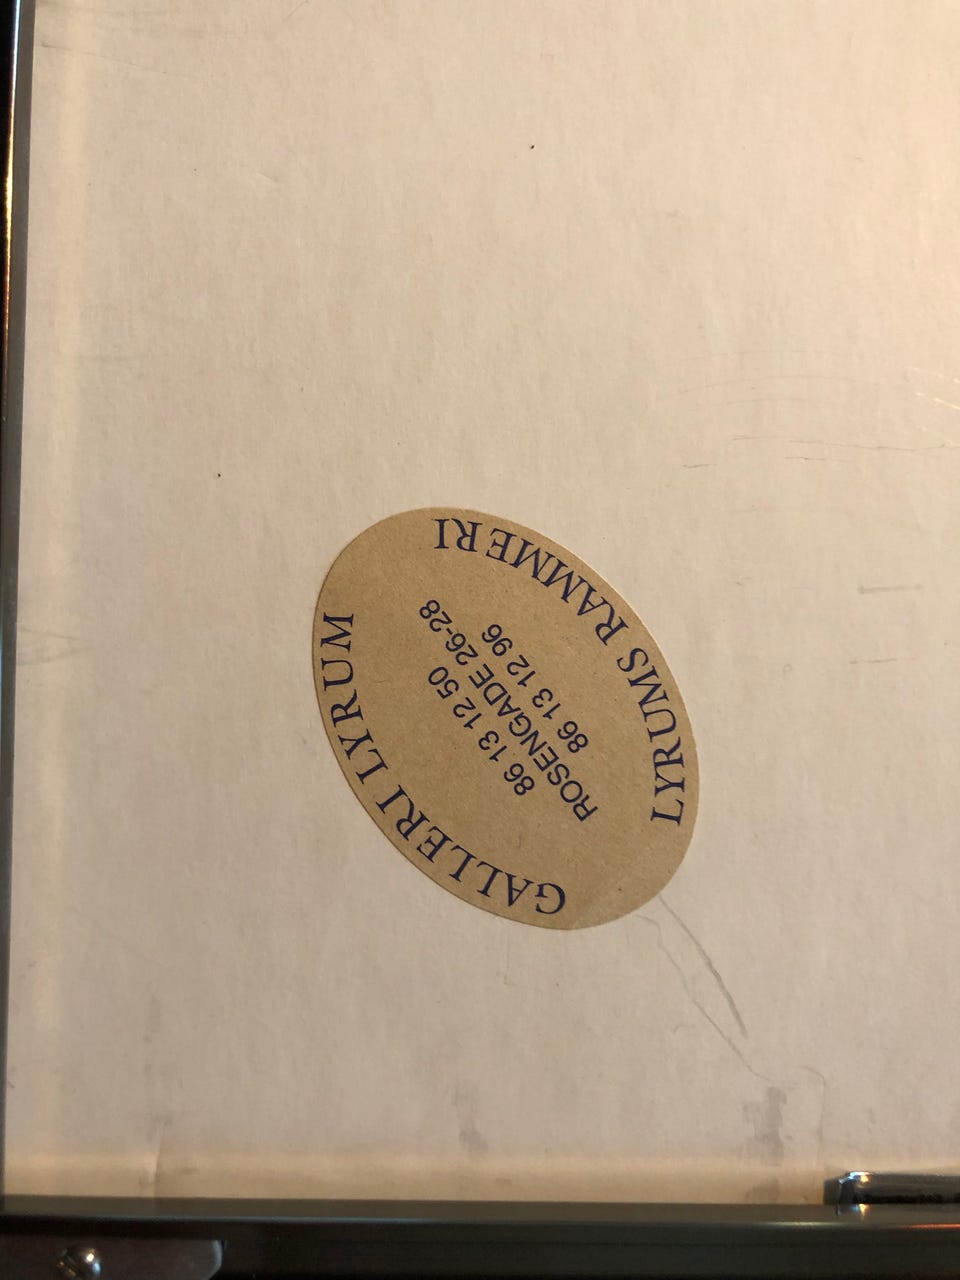 GALLERI LYRUM
86 13 12 50
ROSENGADE 26-28
86 13 12 96
LYRUMS RAMMERI